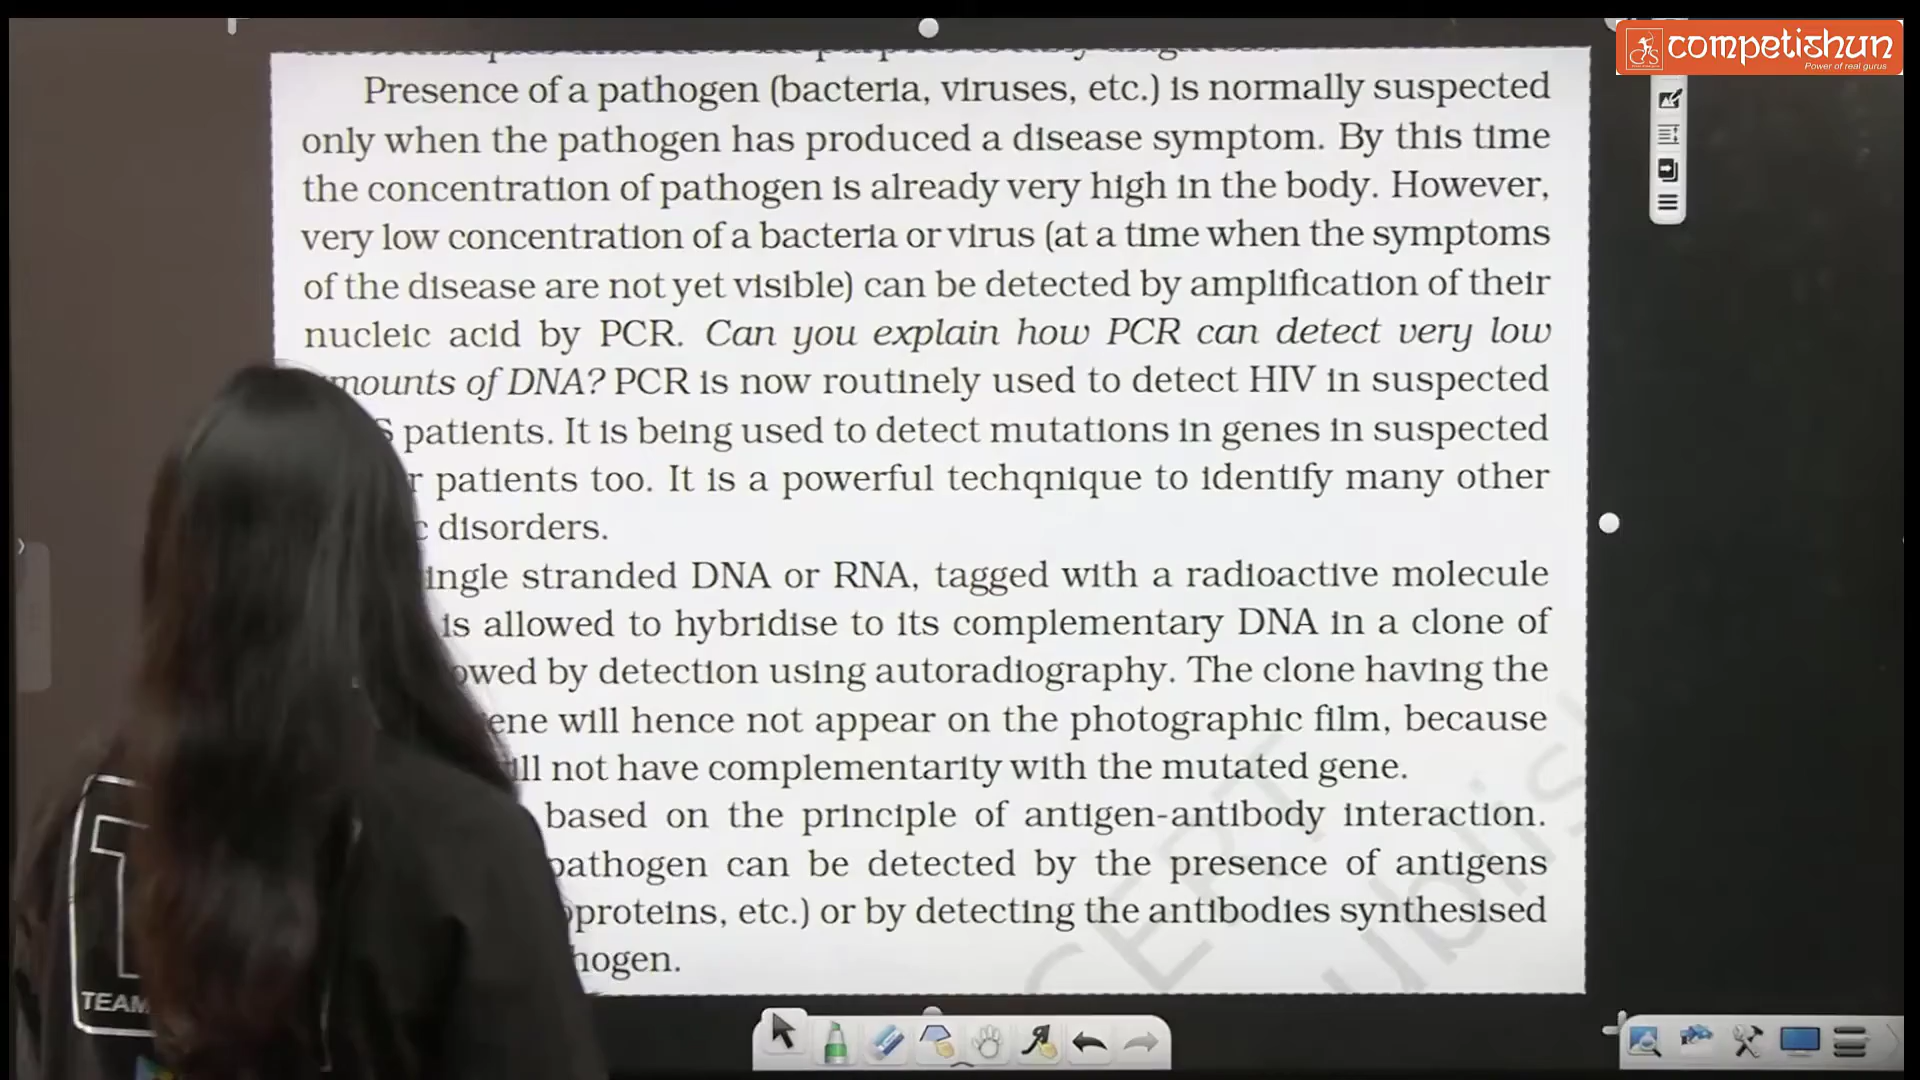 competishun
Power of real gurus
Presence of a pathogen (bacteria, viruses, etc.) is normally suspected
only when the pathogen has produced a disease symptom. By this time
the concentration of pathogen is already very high in the body. However,
very low concentration of a bacteria or virus (at a time when the symptoms
of the disease are not yet visible) can be detected by amplification of their
nucleic acid by PCR. Can you explain how PCR can detect very low
mounts of DNA? PCR is now routinely used to detect HIV in suspected
S patients. It is being used to detect mutations in genes in suspected
r patients too. It is a powerful techqnique to identify many other
c disorders.
ingle stranded DNA or RNA, tagged with a radioactive molecule
is allowed to hybridise to its complementary DNA in a clone of
owed by detection using autoradiography. The clone having the
ene will hence not appear on the photographic film, because
ill not have complementarity with the mutated gene.
based on the principle of antigen-antibody interaction.
pathogen can be detected by the presence of antigens
oproteins, etc.) or by detecting the antibodies synthesised
hogen.
TEAM